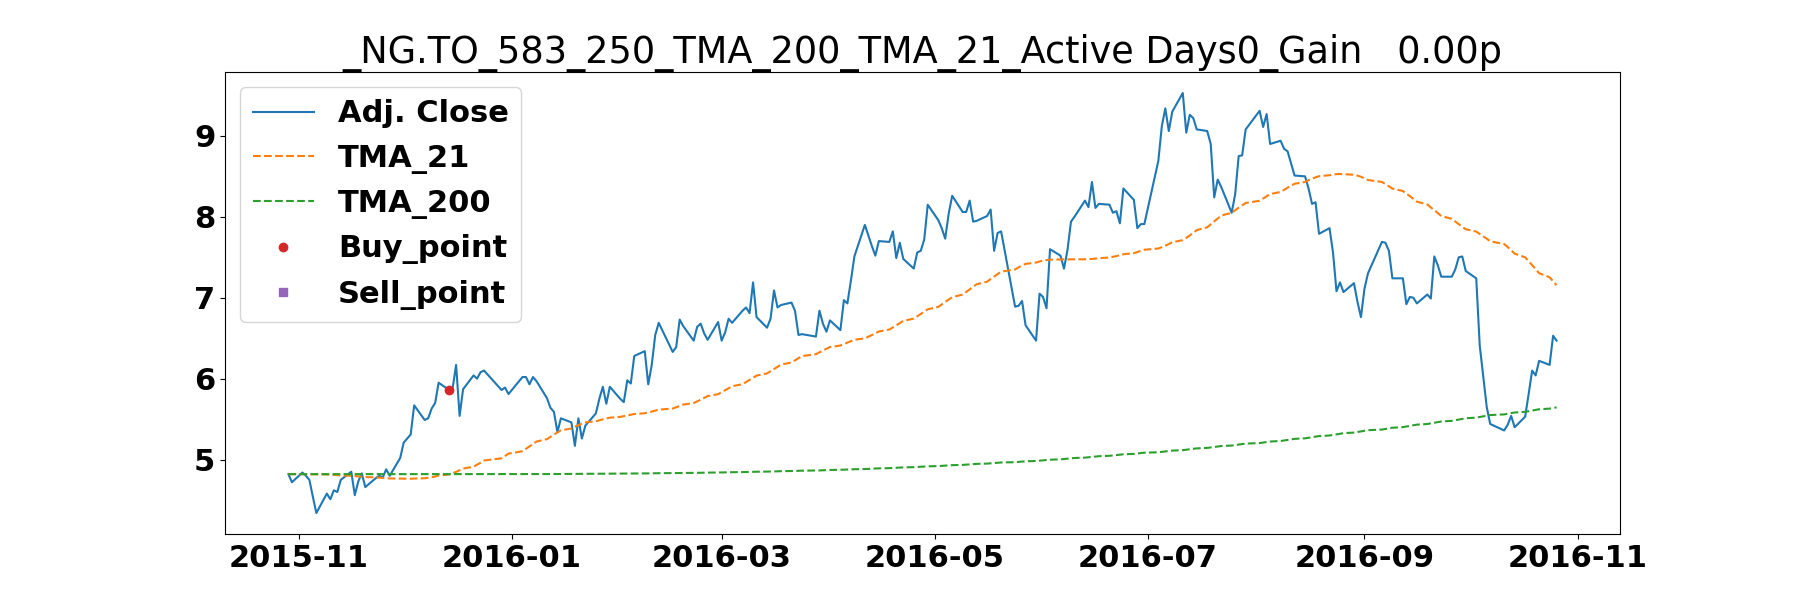 _NG.TO_583_250_TMA_200_TMA_21_Active Days0_Gain   0.00p
Adj. Close
TMA_21
TMA_200
Buy_point
Sell_point
9
8
7
6
5
2015-11 2016-01 2016-03 2016-05 2016-07 2016-09 2016-11